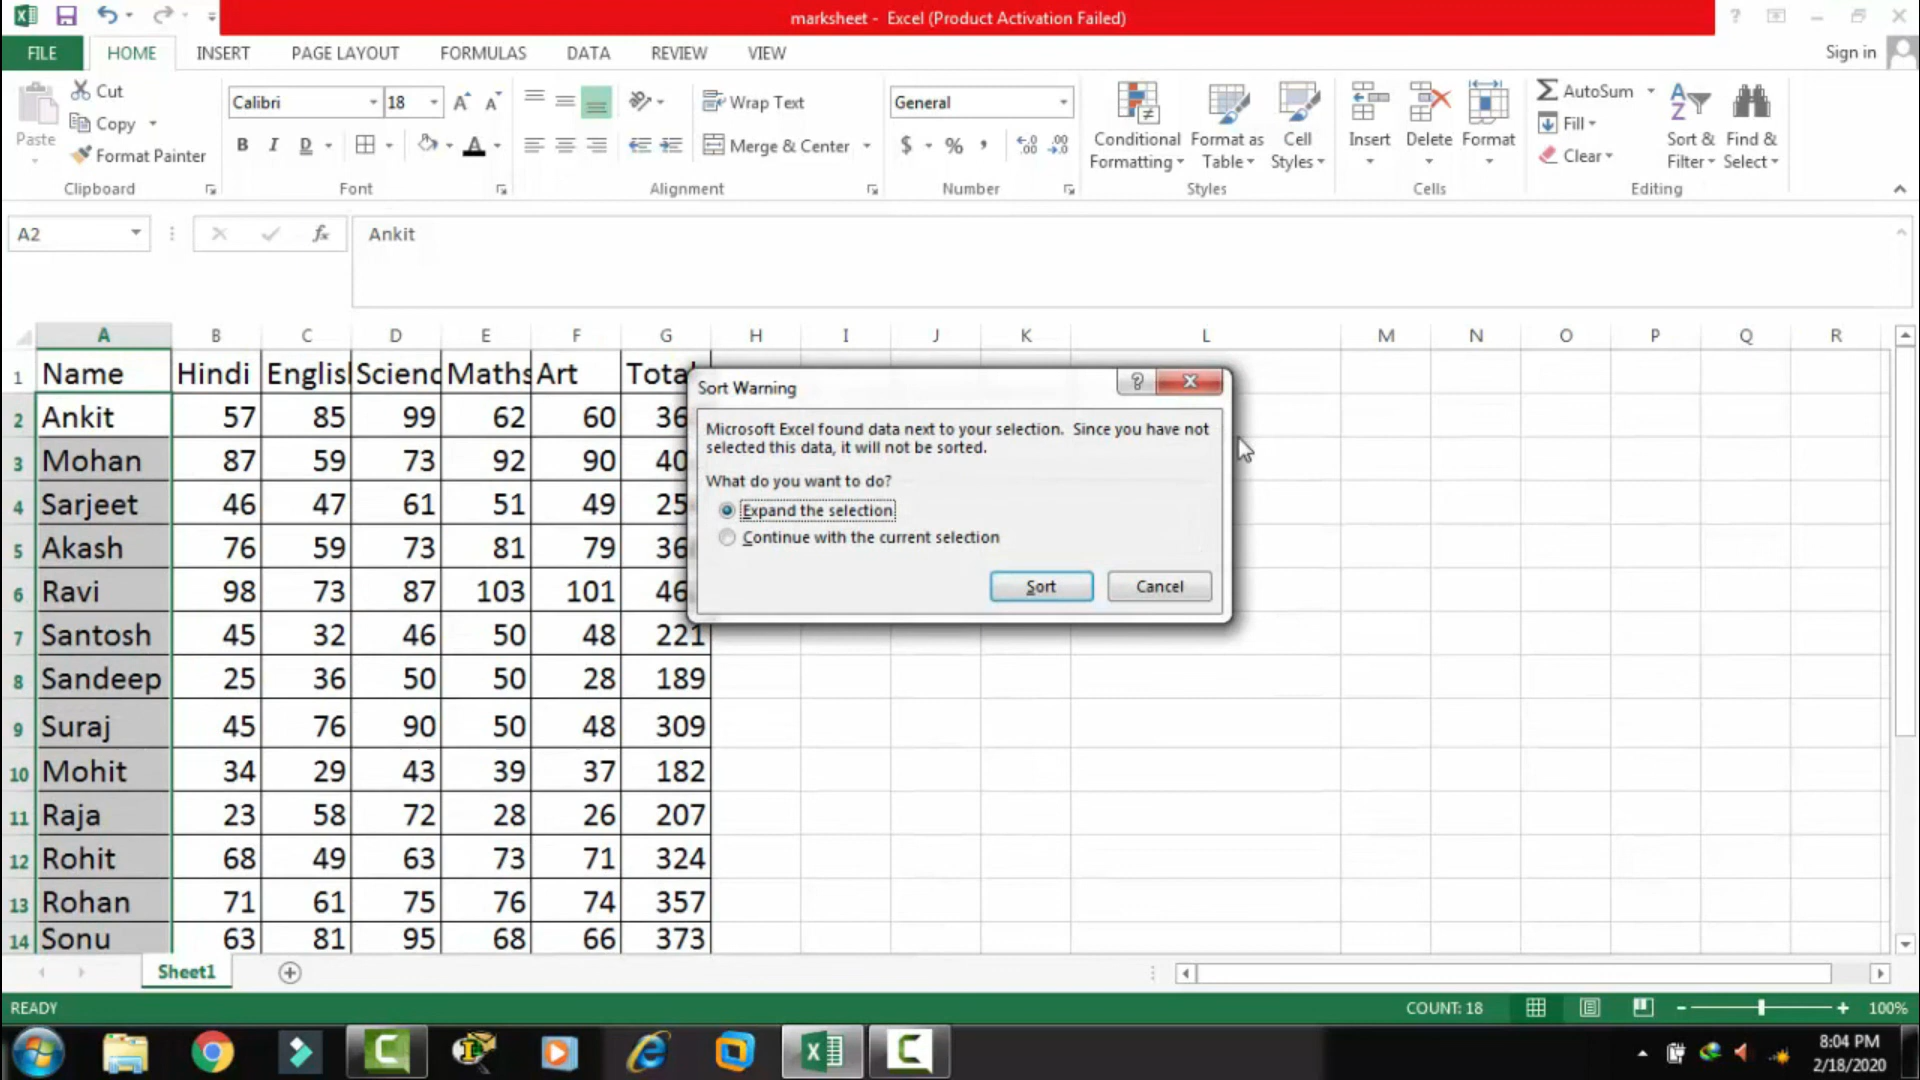 marksheet - Excel (Product Activation Failed)
FILE HOME INSERT PAGE LAYOUT FORMULAS DATA REVIEW VIEW Sign in
Paste
Cut
Copy
Format Painter
Clipboard
Calibri 18
B I D A
Font
Wrap Text
Merge & Center
Alignment
General
$ % ,
Number
Conditional Formatting
Format as Table
Cell Styles
Styles
Insert Delete Format
Cells
AutoSum
Fill
Clear
Sort & Filter
Find & Select
Editing
A2 fx Ankit
A B C D E F G H I J K L M N O P Q R
1 Name Hindi Englis Scienc Maths Art Total
2 Ankit 57 85 99 62 60 36
3 Mohan 87 59 73 92 90 40
4 Sarjeet 46 47 61 51 49 25
5 Akash 76 59 73 81 79 36
6 Ravi 98 73 87 103 101 46
7 Santosh 45 32 46 50 48 221
8 Sandeep 25 36 50 50 28 189
9 Suraj 45 76 90 50 48 309
10 Mohit 34 29 43 39 37 182
11 Raja 23 58 72 28 26 207
12 Rohit 68 49 63 73 71 324
13 Rohan 71 61 75 76 74 357
14 Sonu 63 81 95 68 66 373
Sort Warning
Microsoft Excel found data next to your selection. Since you have not
selected this data, it will not be sorted.
What do you want to do?
Expand the selection
Continue with the current selection
Sort Cancel
Sheet1
READY COUNT: 18 100%
8:04 PM
2/18/2020